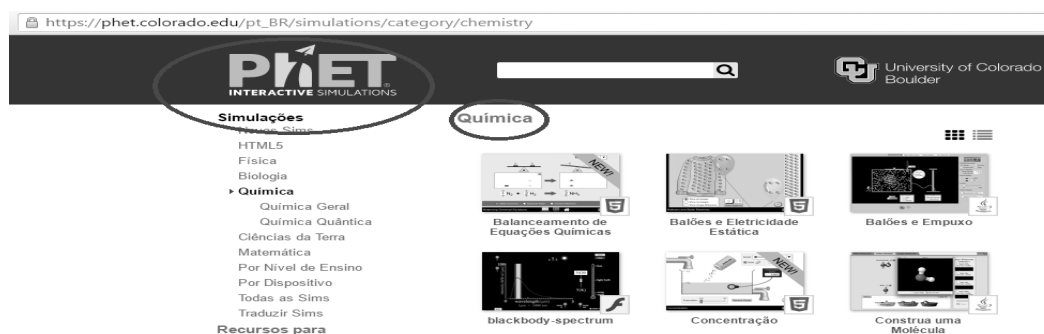 https://phet.colorado.edu/pt_BR/simulations/category/chemistry
PhET
INTERACTIVE SIMULATIONS
University of Colorado
Boulder
Simulações
Novas Sims
HTML5
Física
Biologia
Química
Química Geral
Química Quântica
Ciências da Terra
Matemática
Por Nível de Ensino
Por Dispositivo
Todas as Sims
Traduzir Sims
Recursos para
Química
NEW!
Balanceamento de
Equações Químicas
Balões e Eletricidade
Estática
Balões e Empuxo
NEW!
blackbody-spectrum
Concentração
Construa uma
Molécula